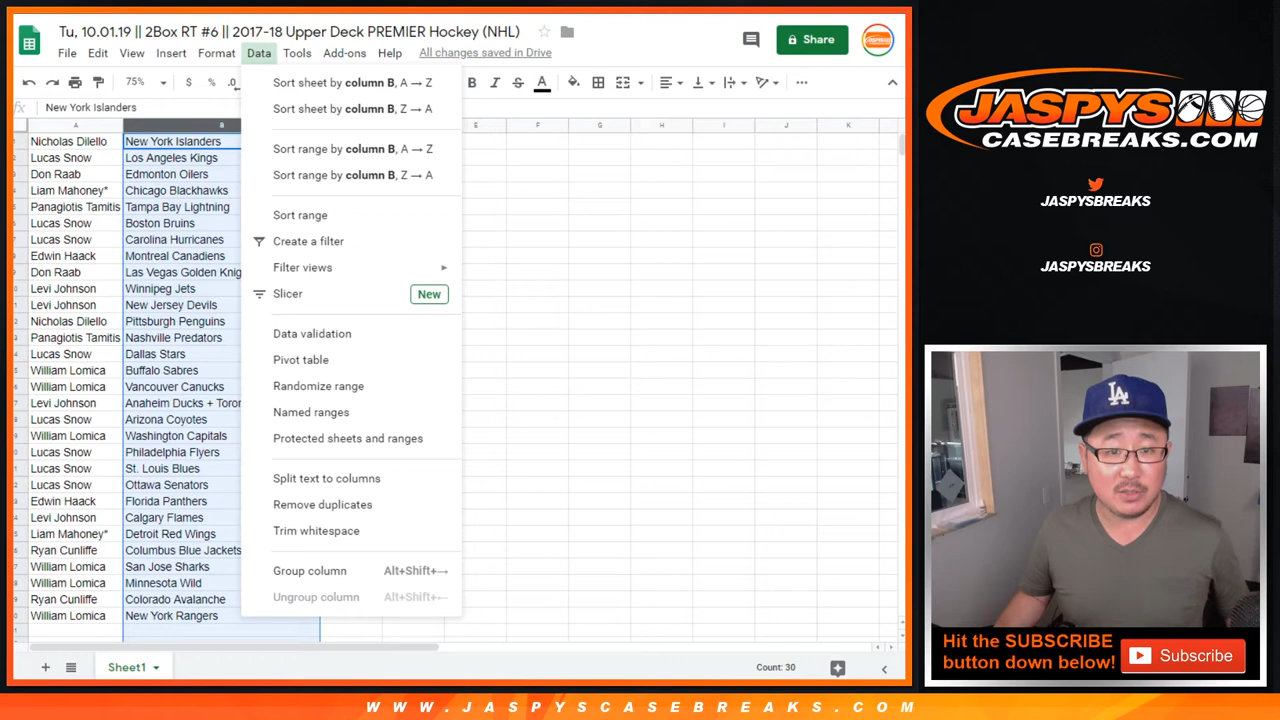 Tu, 10.01.19 || 2Box RT #6 || 2017-18 Upper Deck PREMIER Hockey (NHL)
File Edit View Insert Format Data Tools Add-ons Help All changes saved in Drive
Share
75% $ % .0
B I S A
fx New York Islanders
A B E F G H I J K
Nicholas Dilello New York Islanders
Lucas Snow Los Angeles Kings
Don Raab Edmonton Oilers
Liam Mahoney* Chicago Blackhawks
Panagiotis Tamitis Tampa Bay Lightning
Lucas Snow Boston Bruins
Lucas Snow Carolina Hurricanes
Edwin Haack Montreal Canadiens
Don Raab Las Vegas Golden Knig
Levi Johnson Winnipeg Jets
Levi Johnson New Jersey Devils
Nicholas Dilello Pittsburgh Penguins
Panagiotis Tamitis Nashville Predators
Lucas Snow Dallas Stars
William Lomica Buffalo Sabres
William Lomica Vancouver Canucks
Levi Johnson Anaheim Ducks + Toron
Lucas Snow Arizona Coyotes
William Lomica Washington Capitals
Lucas Snow Philadelphia Flyers
Lucas Snow St. Louis Blues
Lucas Snow Ottawa Senators
Edwin Haack Florida Panthers
Levi Johnson Calgary Flames
Liam Mahoney* Detroit Red Wings
Ryan Cunliffe Columbus Blue Jackets
William Lomica San Jose Sharks
William Lomica Minnesota Wild
Ryan Cunliffe Colorado Avalanche
William Lomica New York Rangers
Sort sheet by column B, A → Z
Sort sheet by column B, Z → A
Sort range by column B, A → Z
Sort range by column B, Z → A
Sort range
Create a filter
Filter views
Slicer New
Data validation
Pivot table
Randomize range
Named ranges
Protected sheets and ranges
Split text to columns
Remove duplicates
Trim whitespace
Group column Alt+Shift+→
Ungroup column Alt+Shift+←
Sheet1
Count: 30
JASPYS
CASEBREAKS.COM
JASPYSBREAKS
JASPYSBREAKS
LA
Hit the SUBSCRIBE
button down below!
Subscribe
WWW.JASPYSCASEBREAKS.COM